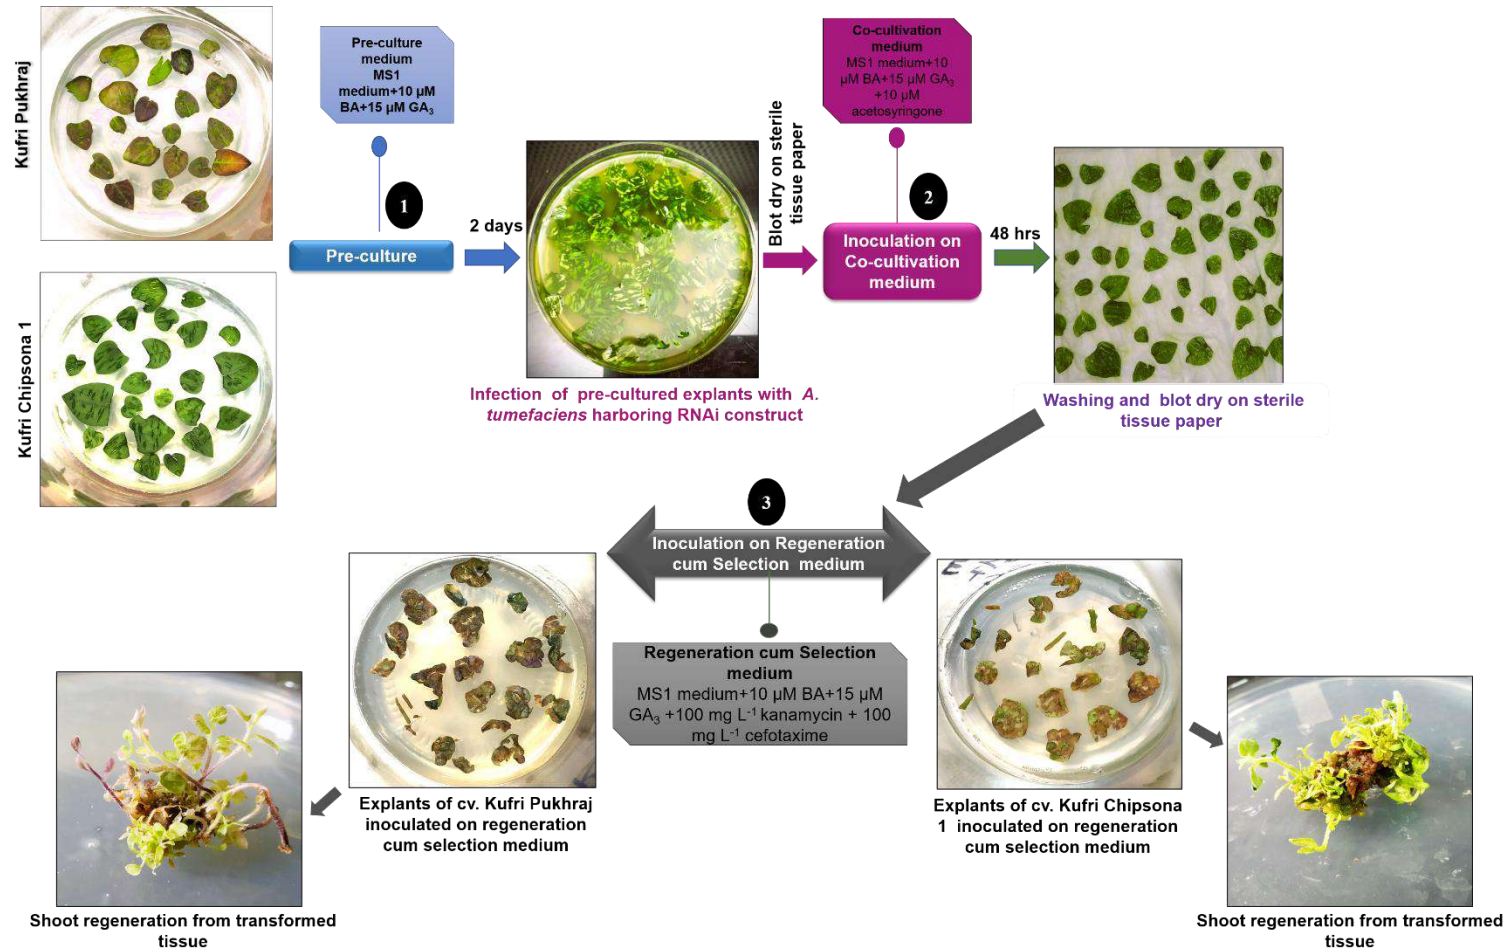 Kufri Pukhraj
Pre-culture
medium
MS1
medium+10 µM
BA+15 µM GA₃
1
Pre-culture
2 days
Infection of pre-cultured explants with A.
tumefaciens harboring RNAi construct
Blot dry on sterile
tissue paper
Co-cultivation
medium
MS1 medium+10
µM BA+15 µM GA₃
+10 µM
acetosyringone
2
Inoculation on
Co-cultivation
medium
48 hrs
Washing and blot dry on sterile
tissue paper
Kufri Chipsona 1
3
Inoculation on Regeneration
cum Selection medium
Regeneration cum Selection
medium
MS1 medium+10 µM BA+15 µM
GA₃ +100 mg L⁻¹ kanamycin + 100
mg L⁻¹ cefotaxime
Explants of cv. Kufri Pukhraj
inoculated on regeneration
cum selection medium
Explants of cv. Kufri Chipsona
1 inoculated on regeneration
cum selection medium
Shoot regeneration from transformed
tissue
Shoot regeneration from transformed
tissue